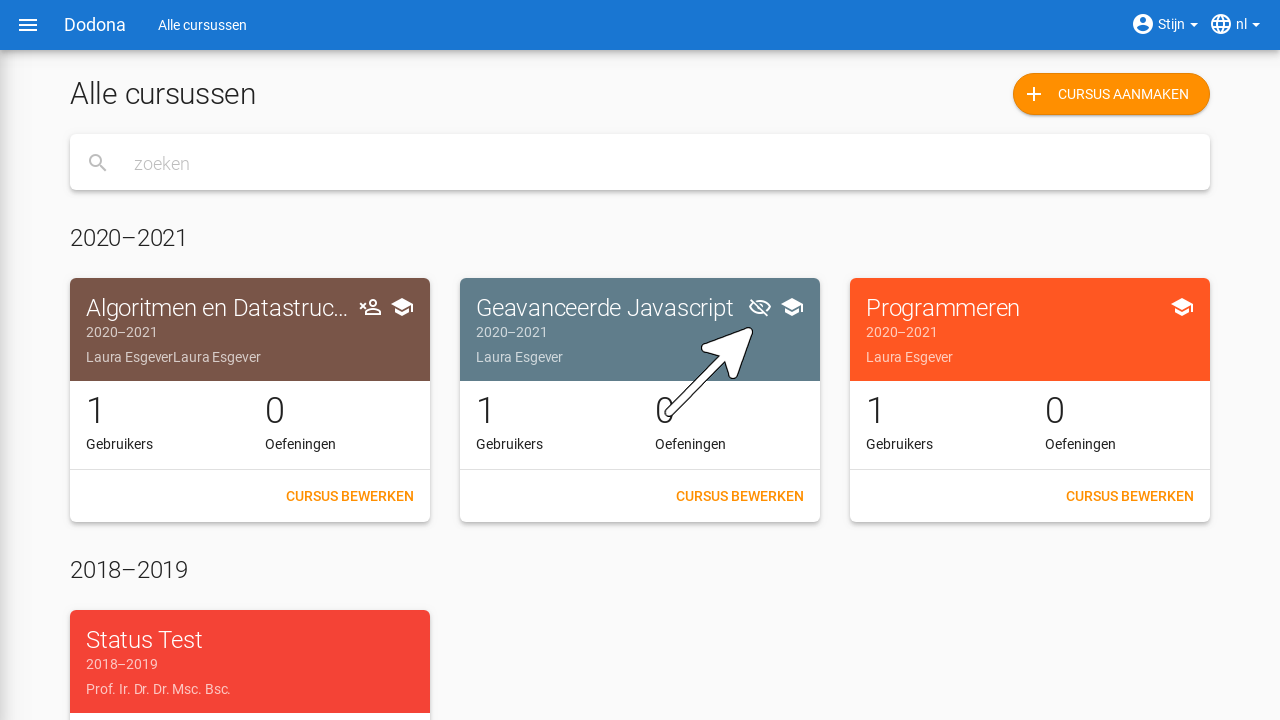 Dodona
Alle cursussen
Stijn
nl
Alle cursussen
CURSUS AANMAKEN
zoeken
2020–2021
Algoritmen en Datastruc...
2020–2021
Laura EsgeverLaura Esgever
1
0
Gebruikers
Oefeningen
CURSUS BEWERKEN
Geavanceerde Javascript
2020–2021
Laura Esgever
1
0
Gebruikers
Oefeningen
CURSUS BEWERKEN
Programmeren
2020–2021
Laura Esgever
1
0
Gebruikers
Oefeningen
CURSUS BEWERKEN
2018–2019
Status Test
2018–2019
Prof. Ir. Dr. Dr. Msc. Bsc.